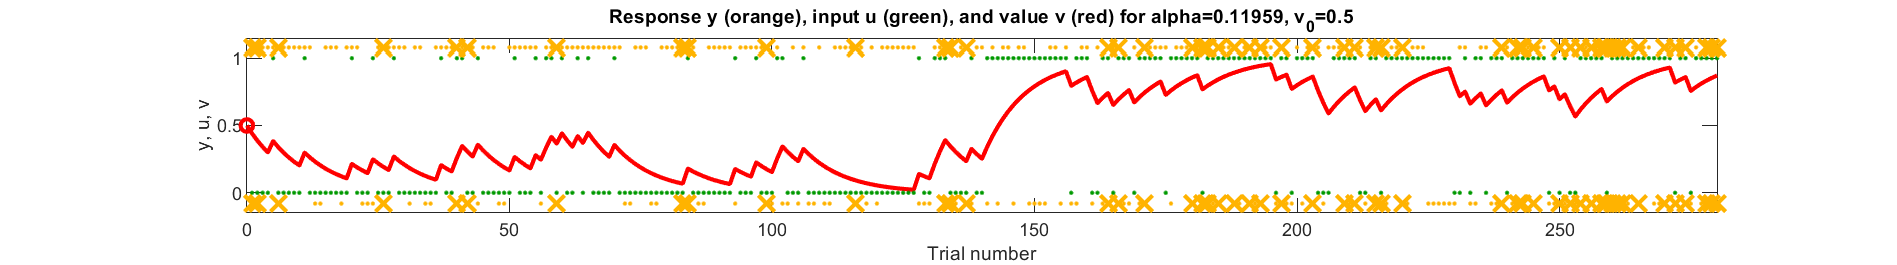 Response y (orange), input u (green), and value v (red) for alpha=0.11959, v0=0.5
1
0.5
0
y, u, v
0 50 100 150 200 250
Trial number